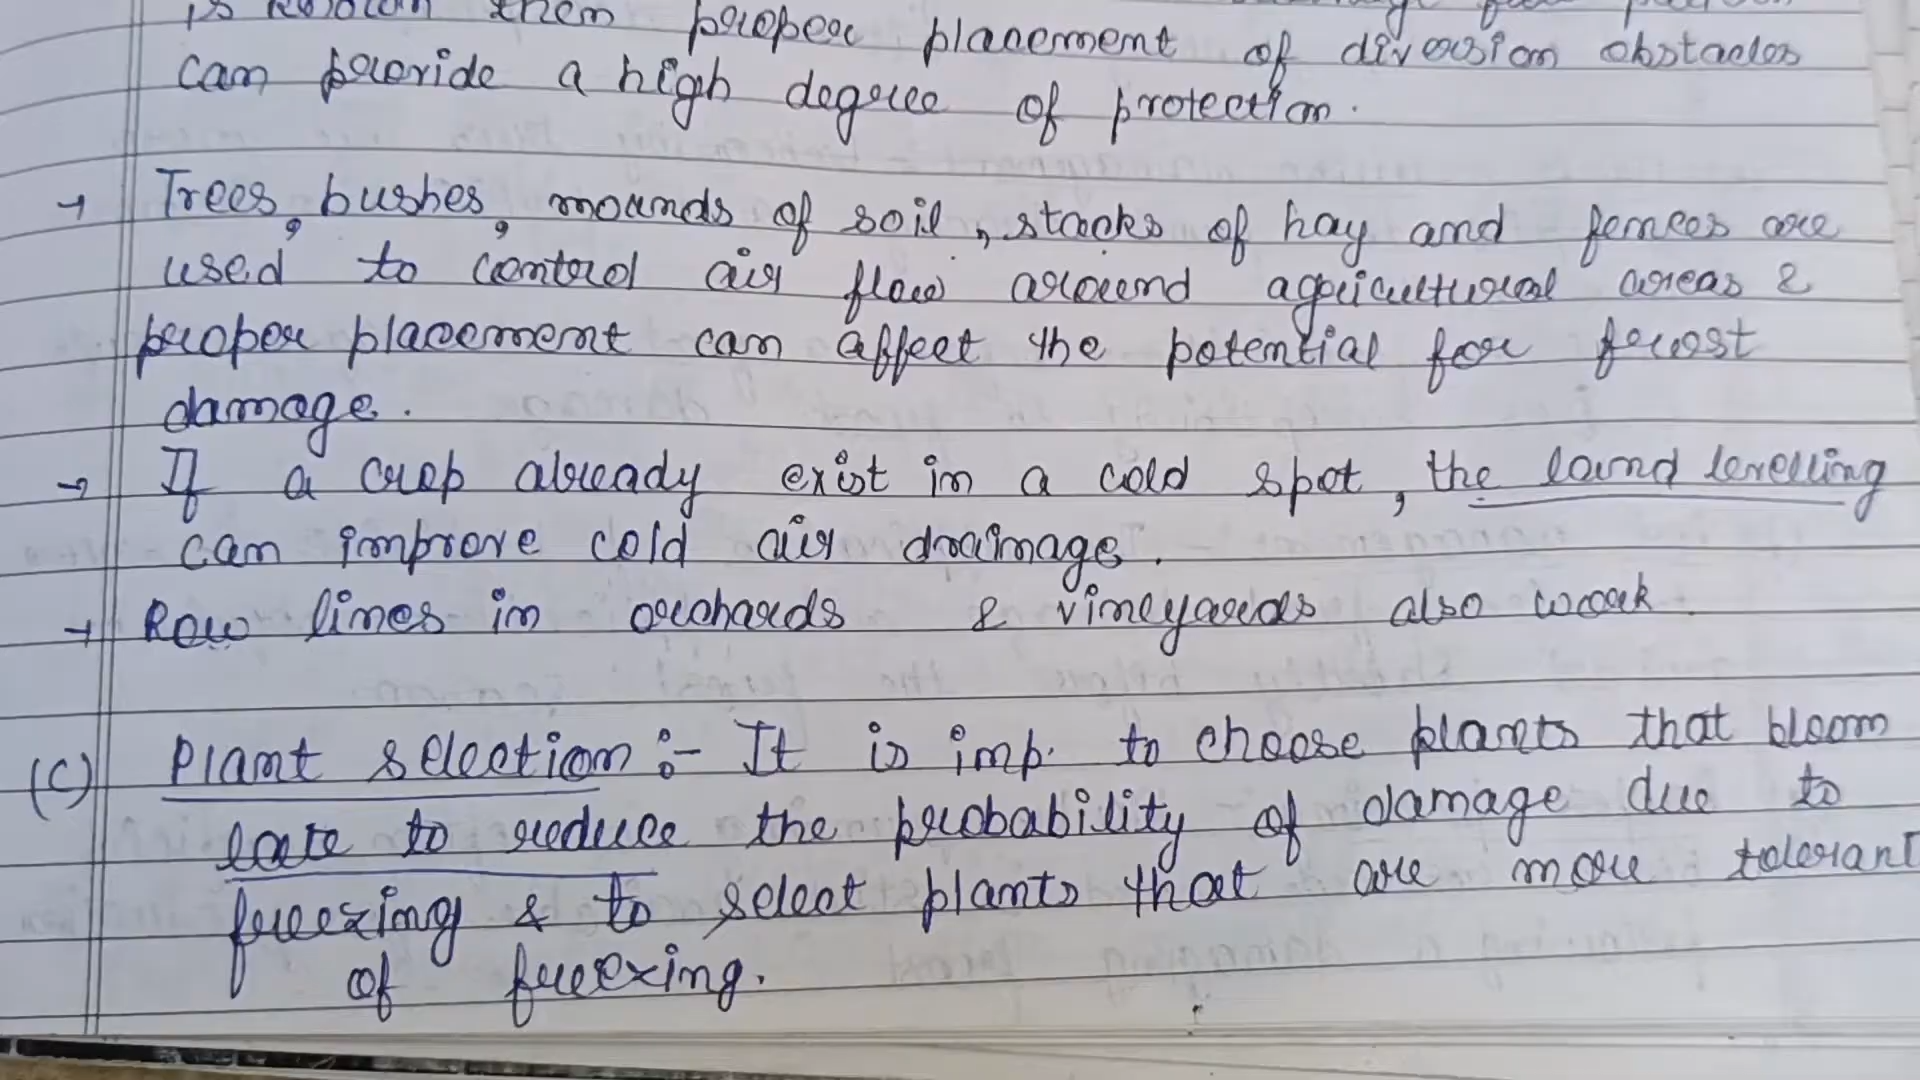 is known them proper placement of diversion obstacles
can provide a high degree of protection.
→ Trees, bushes, mounds of soil, stacks of hay and fences are
used to control air flow around agricultural areas &
proper placement can affect the potential for frost
damage.
→ If a crop already exist in a cold spot, the land levelling
can improve cold air drainage.
→ Row lines in orchards & vineyards also work.
(C) Plant selection :- It is imp. to choose plants that bloom
late to reduce the probability of damage due to
freezing & to select plants that are more tolerant
of freezing.